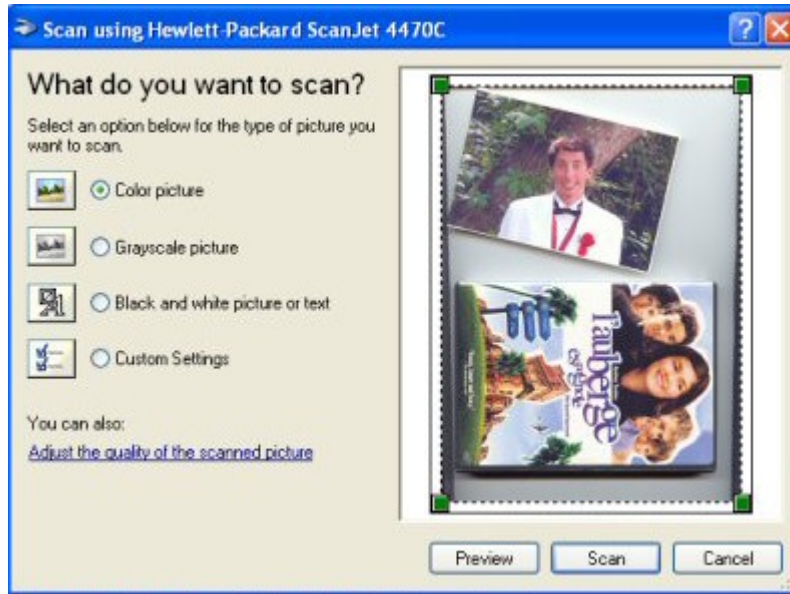 Scan using Hewlett-Packard ScanJet 4470C
What do you want to scan?
Select an option below for the type of picture you
want to scan.
Color picture
Grayscale picture
Black and white picture or text
Custom Settings
You can also:
Adjust the quality of the scanned picture
l'auberge
espagnole
Preview
Scan
Cancel